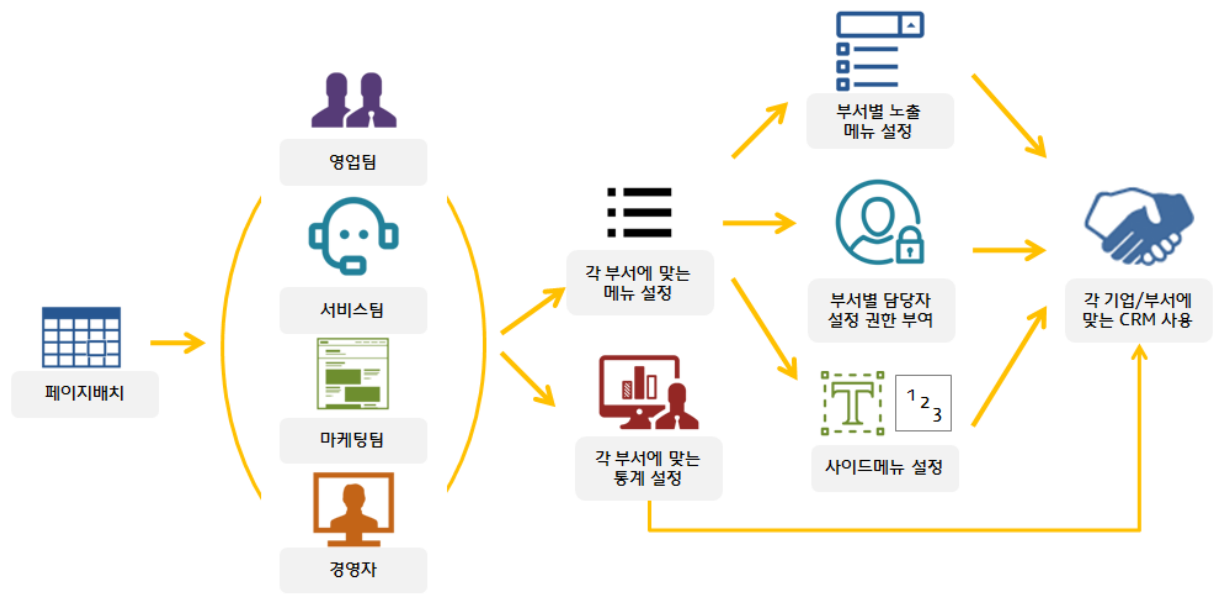 페이지배치
영업팀
서비스팀
마케팅팀
경영자
각 부서에 맞는
메뉴 설정
각 부서에 맞는
통계 설정
부서별 노출
메뉴 설정
부서별 담당자
설정 권한 부여
T
1 2 3
사이드메뉴 설정
각 기업/부서에
맞는 CRM 사용